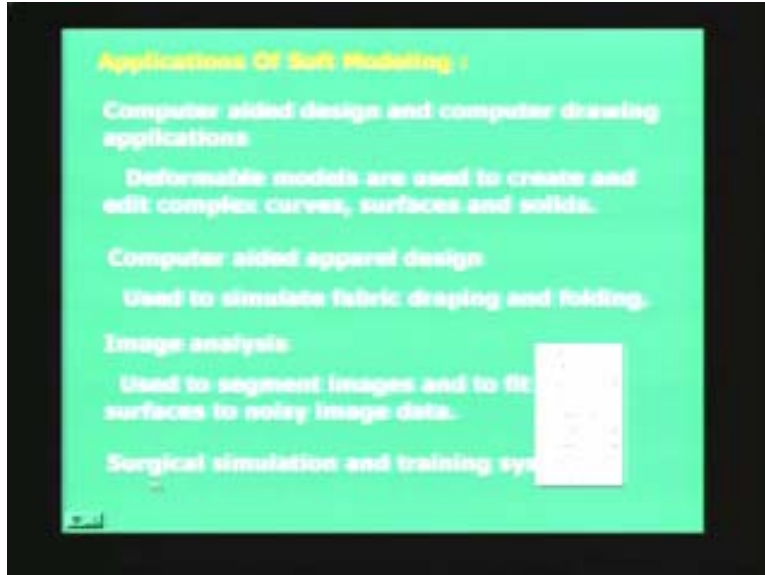 Applications Of Soft Modeling :
Computer aided design and computer drawing
applications
Deformable models are used to create and
edit complex curves, surfaces and solids.
Computer aided apparel design
Used to simulate fabric draping and folding.
Image analysis
Used to segment images and to fit
surfaces to noisy image data.
Surgical simulation and training sys